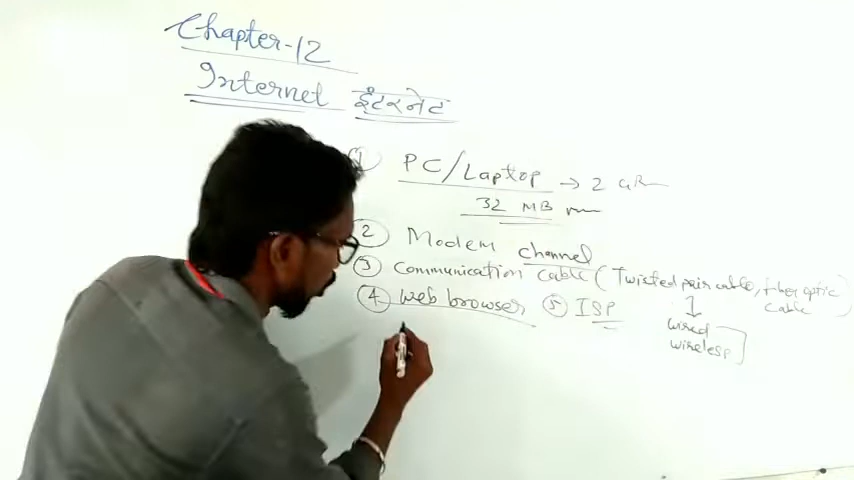 Chapter-12
Internet इंटरनेट
1 PC/Laptop → 2 GB
32 MB
2 Modem channel
3 Communication cable (Twisted pair cable, fiber optic cable)
4 web browser 5 ISP
↓
wired
wireless